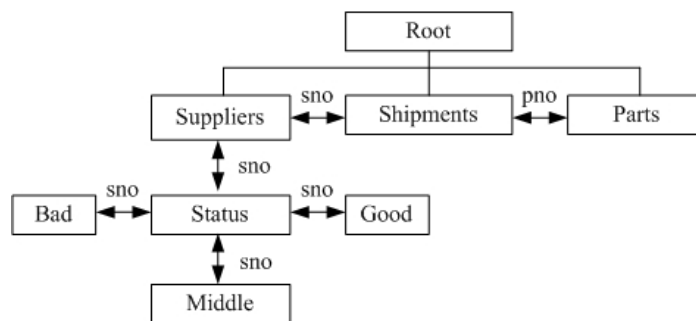 Root
sno
pno
Suppliers
Shipments
Parts
sno
sno
sno
Bad
Status
Good
sno
Middle